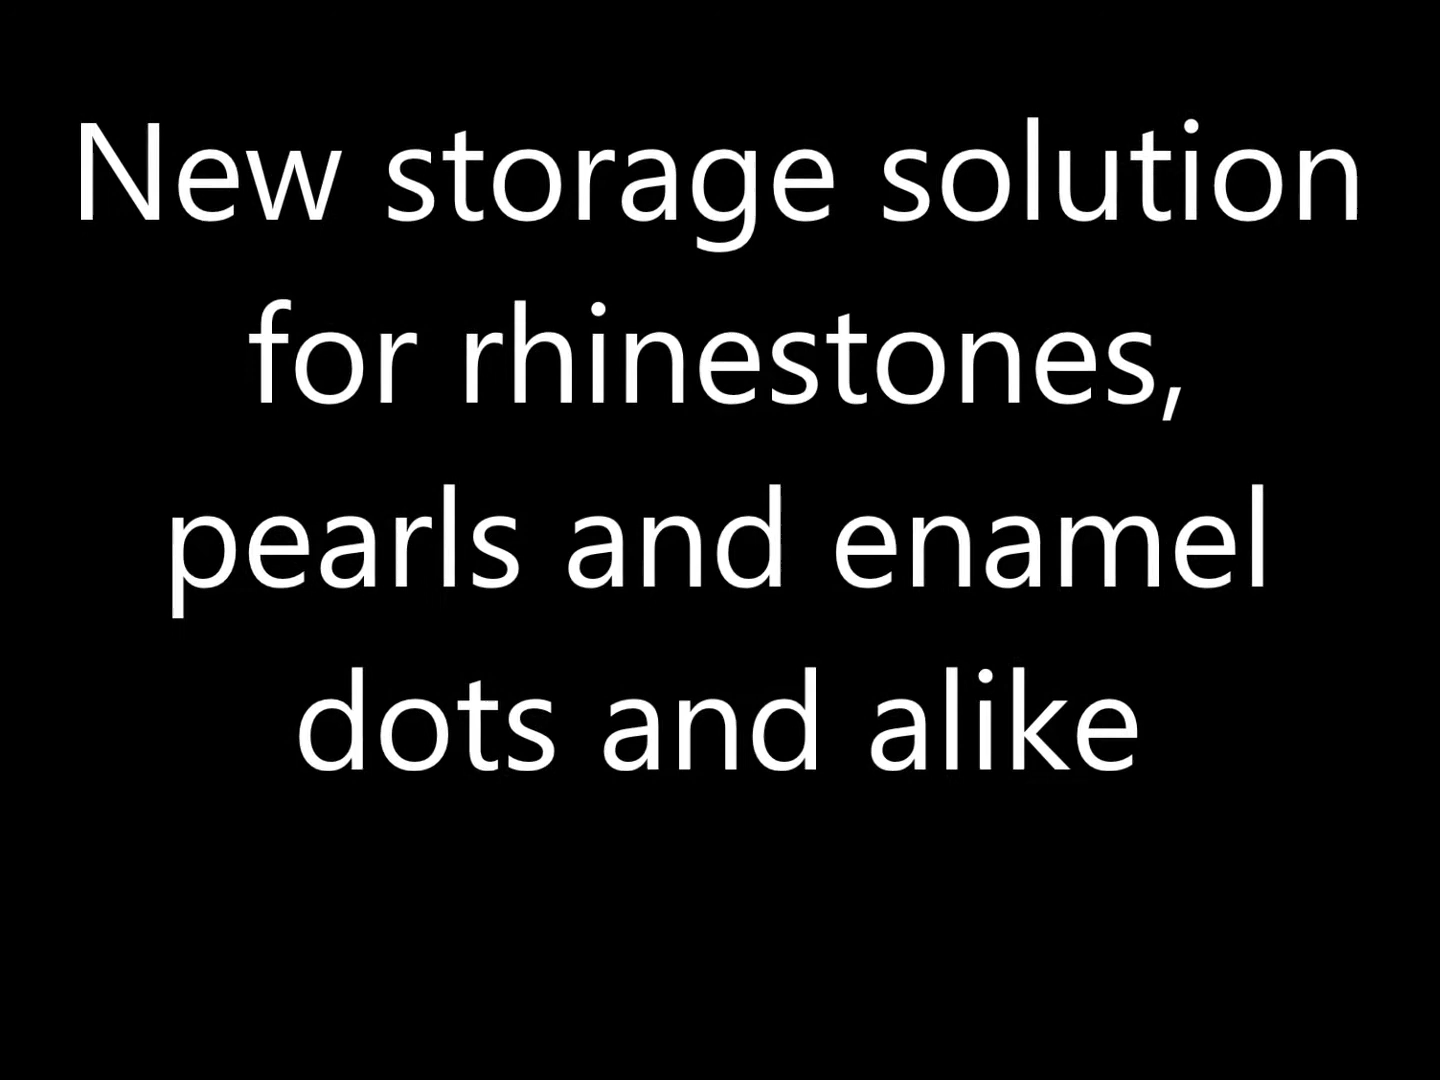 New storage solution
for rhinestones,
pearls and enamel
dots and alike